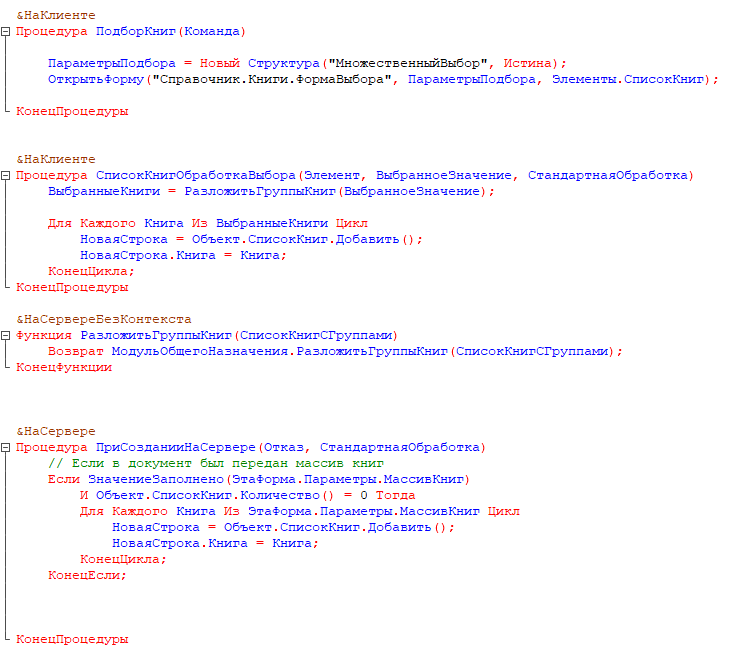 &НаКлиенте
Процедура ПодборКниг(Команда)
ПараметрыПодбора = Новый Структура("МножественныйВыбор", Истина);
ОткрытьФорму("Справочник.Книги.ФормаВыбора", ПараметрыПодбора, Элементы.СписокКниг);
КонецПроцедуры
&НаКлиенте
Процедура СписокКнигОбработкаВыбора(Элемент, ВыбранноеЗначение, СтандартнаяОбработка)
ВыбранныеКниги = РазложитьГруппыКниг(ВыбранноеЗначение);
Для Каждого Книга Из ВыбранныеКниги Цикл
НоваяСтрока = Объект.СписокКниг.Добавить();
НоваяСтрока.Книга = Книга;
КонецЦикла;
КонецПроцедуры
&НаСервереБезКонтекста
Функция РазложитьГруппыКниг(СписокКнигСГруппами)
Возврат МодульОбщегоНазначения.РазложитьГруппыКниг(СписокКнигСГруппами);
КонецФункции
&НаСервере
Процедура ПриСозданииНаСервере(Отказ, СтандартнаяОбработка)
// Если в документ был передан массив книг
Если ЗначениеЗаполнено(ЭтаФорма.Параметры.МассивКниг)
И Объект.СписокКниг.Количество() = 0 Тогда
Для Каждого Книга Из ЭтаФорма.Параметры.МассивКниг Цикл
НоваяСтрока = Объект.СписокКниг.Добавить();
НоваяСтрока.Книга = Книга;
КонецЦикла;
КонецЕсли;
КонецПроцедуры